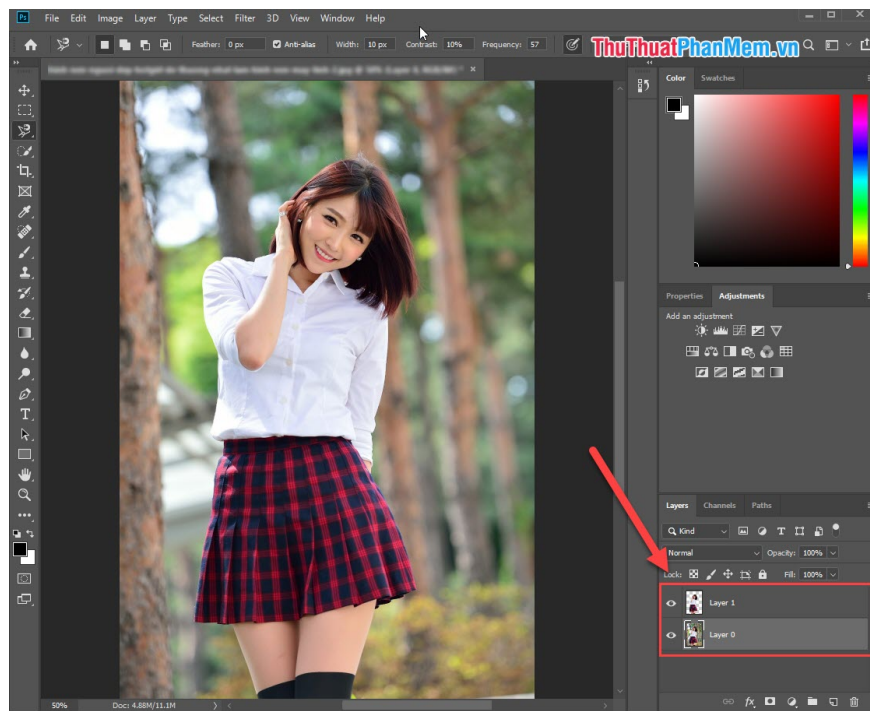 Ps File Edit Image Layer Type Select Filter 3D View Window Help
Feather: 0 px Anti-alias Width: 10 px Contrast: 10% Frequency: 57
ThuThuatPhanMem.vn
Color Swatches
Properties Adjustments
Add an adjustment
Layers Channels Paths
Kind
Normal Opacity: 100%
Lock: Fill: 100%
Layer 1
Layer 0
50% Doc: 4.88M/11.1M
fx